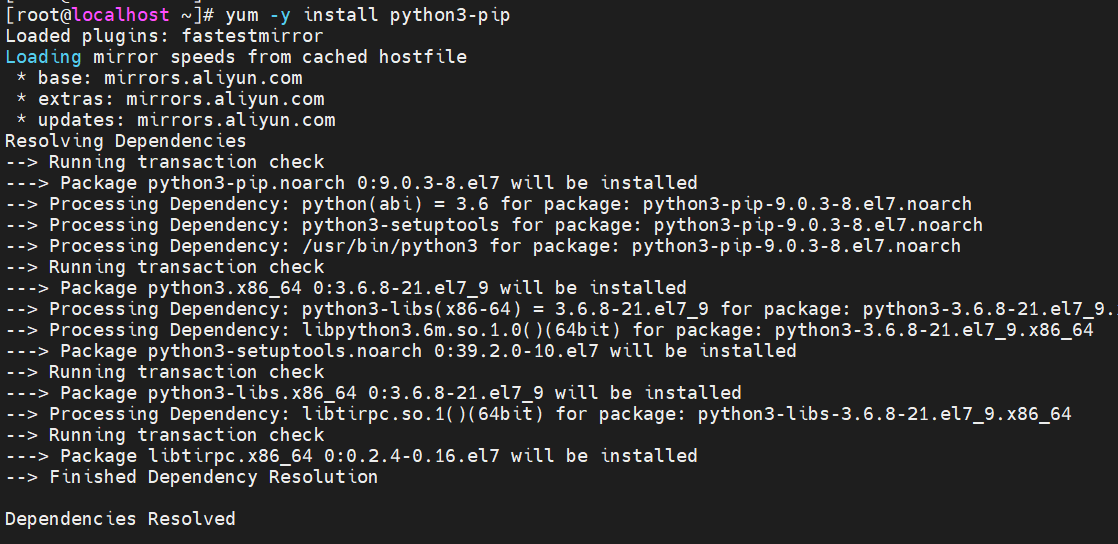 [root@localhost ~]# yum -y install python3-pip
Loaded plugins: fastestmirror
Loading mirror speeds from cached hostfile
 * base: mirrors.aliyun.com
 * extras: mirrors.aliyun.com
 * updates: mirrors.aliyun.com
Resolving Dependencies
--> Running transaction check
---> Package python3-pip.noarch 0:9.0.3-8.el7 will be installed
--> Processing Dependency: python(abi) = 3.6 for package: python3-pip-9.0.3-8.el7.noarch
--> Processing Dependency: python3-setuptools for package: python3-pip-9.0.3-8.el7.noarch
--> Processing Dependency: /usr/bin/python3 for package: python3-pip-9.0.3-8.el7.noarch
--> Running transaction check
---> Package python3.x86_64 0:3.6.8-21.el7_9 will be installed
--> Processing Dependency: python3-libs(x86-64) = 3.6.8-21.el7_9 for package: python3-3.6.8-21.el7_9.
--> Processing Dependency: libpython3.6m.so.1.0()(64bit) for package: python3-3.6.8-21.el7_9.x86_64
---> Package python3-setuptools.noarch 0:39.2.0-10.el7 will be installed
--> Running transaction check
---> Package python3-libs.x86_64 0:3.6.8-21.el7_9 will be installed
--> Processing Dependency: libtirpc.so.1()(64bit) for package: python3-libs-3.6.8-21.el7_9.x86_64
--> Running transaction check
---> Package libtirpc.x86_64 0:0.2.4-0.16.el7 will be installed
--> Finished Dependency Resolution

Dependencies Resolved